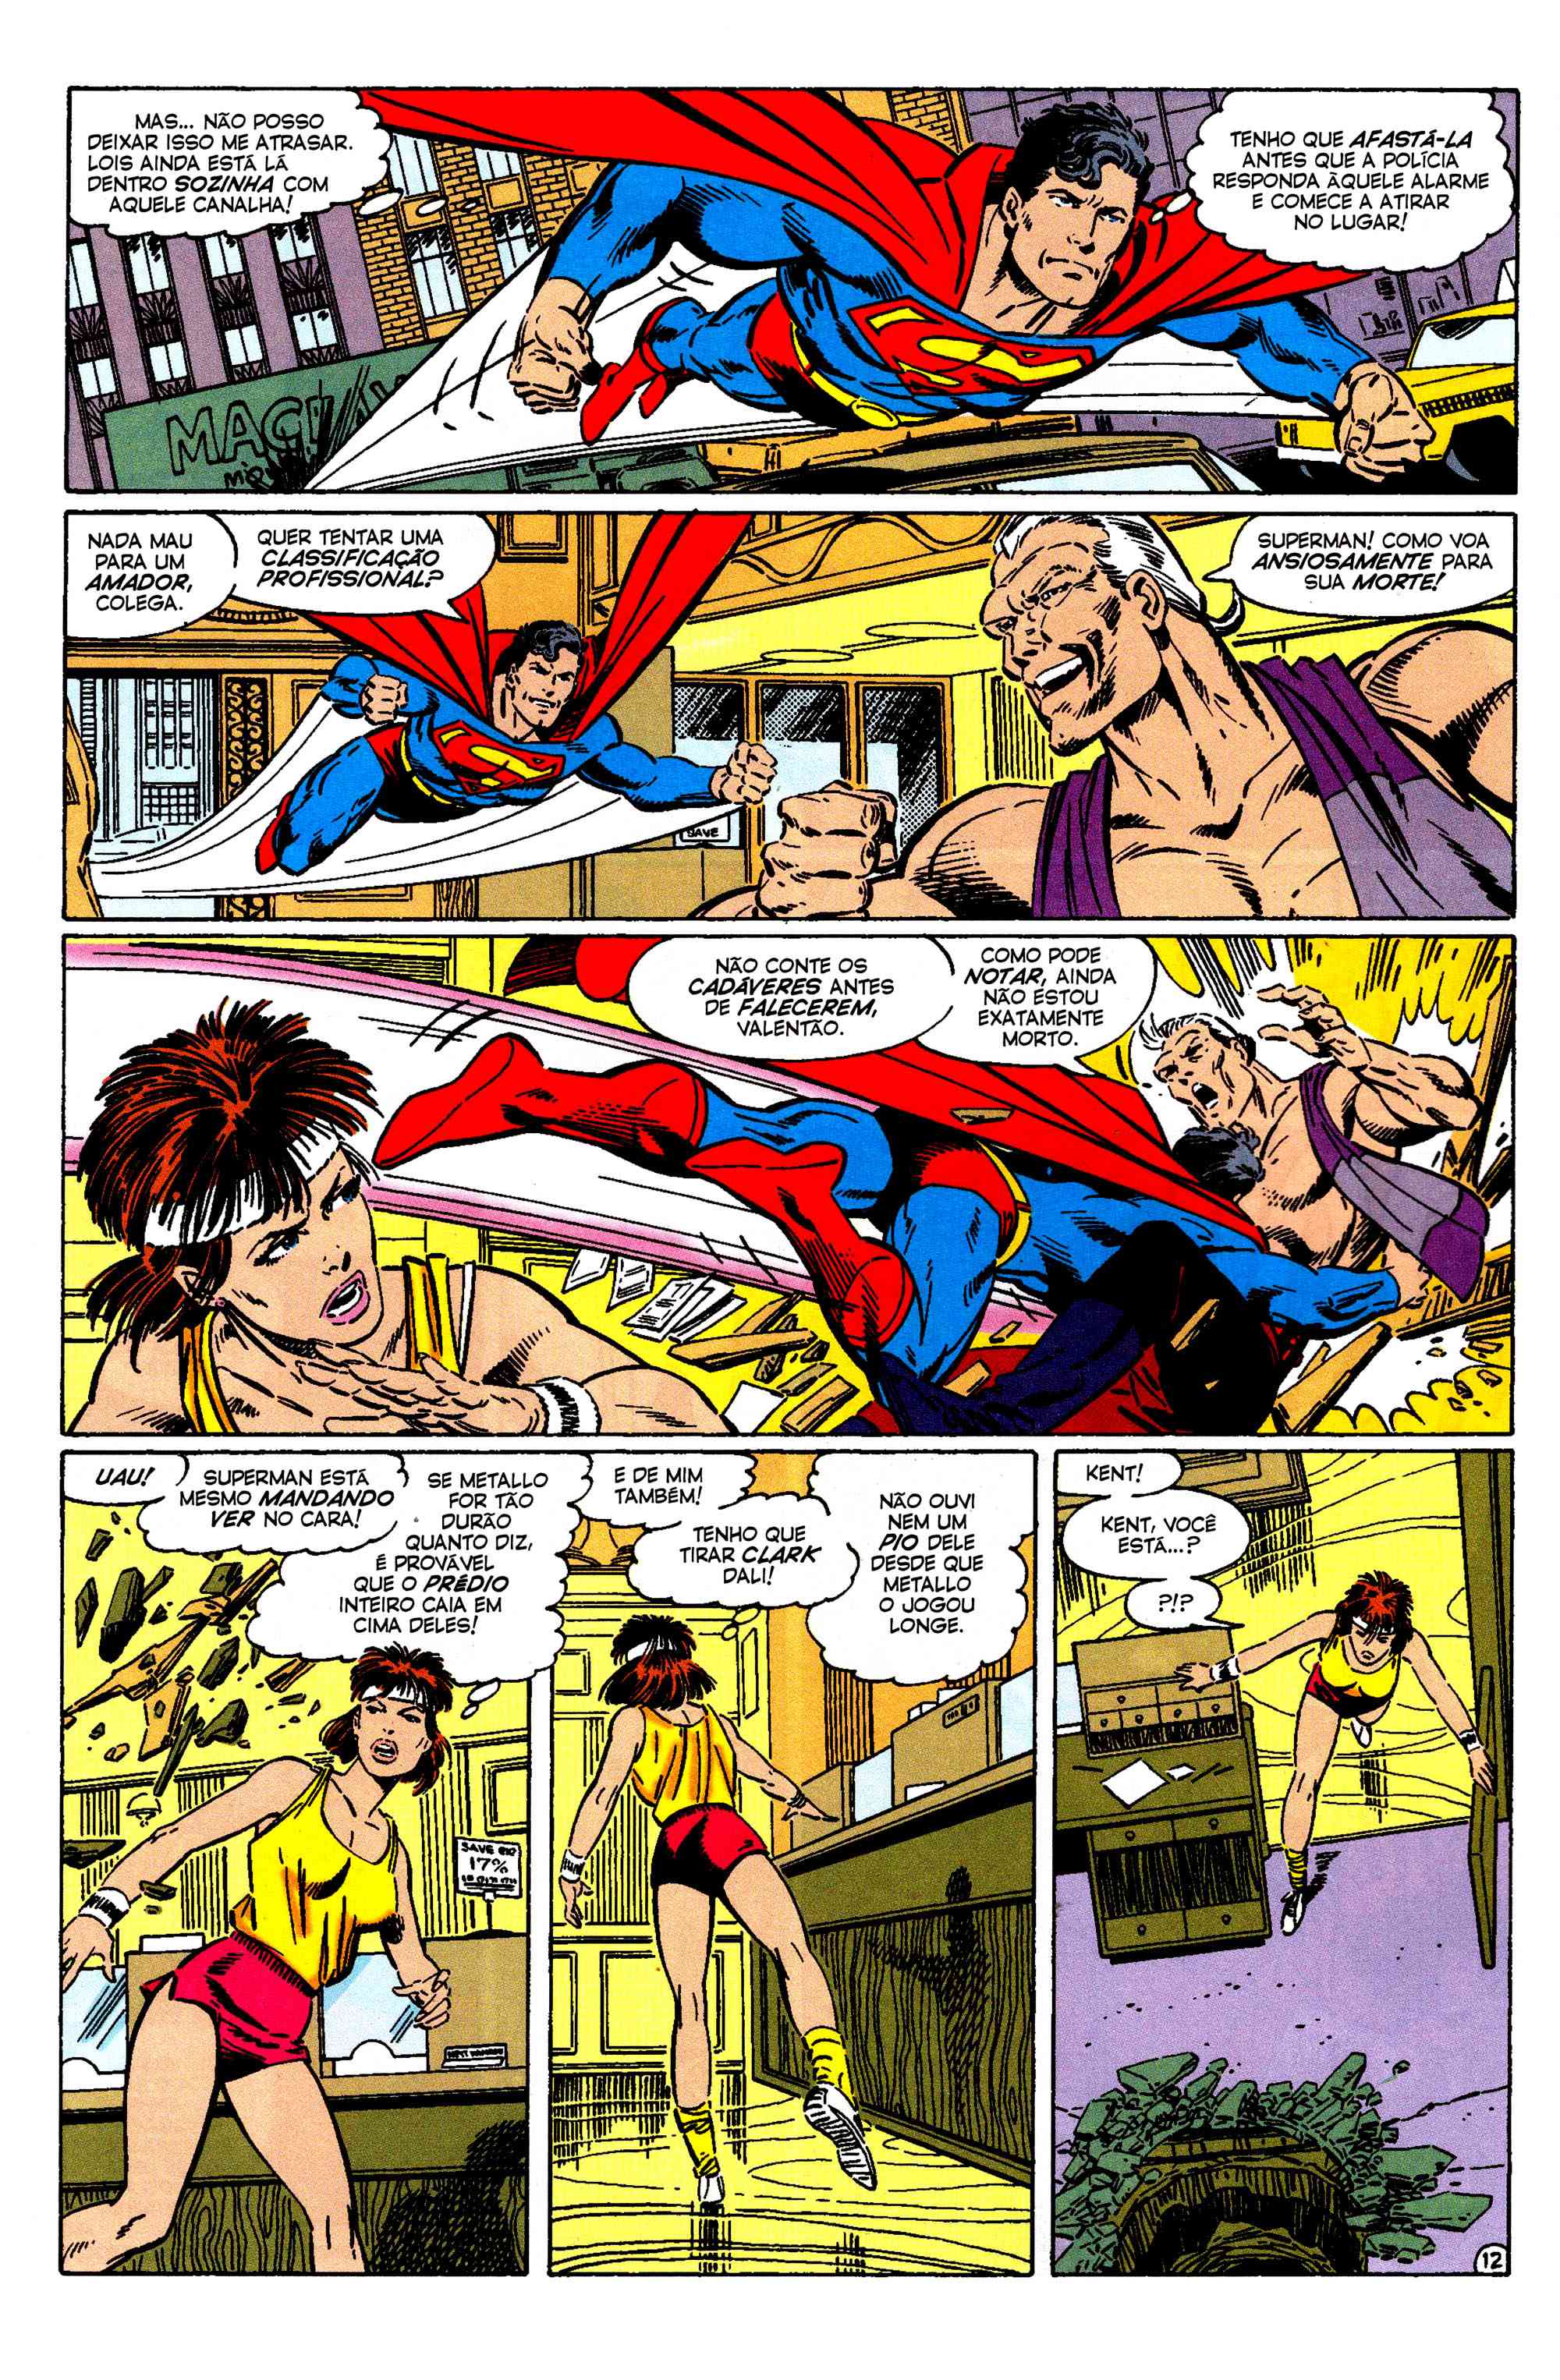 MAS... NÃO POSSO
DEIXAR ISSO ME ATRASAR.
LOIS AINDA ESTÁ LÁ
DENTRO SOZINHA COM
AQUELE CANALHA!
TENHO QUE AFASTÁ-LA
ANTES QUE A POLÍCIA
RESPONDA ÀQUELE ALARME
E COMECE A ATIRAR
NO LUGAR!
NADA MAU
PARA UM
AMADOR,
COLEGA.
QUER TENTAR UMA
CLASSIFICAÇÃO
PROFISSIONAL?
SUPERMAN! COMO VOA
ANSIOSAMENTE PARA
SUA MORTE!
SAVE
NÃO CONTE OS
CADÁVERES ANTES
DE FALECEREM,
VALENTÃO.
COMO PODE
NOTAR, AINDA
NÃO ESTOU
EXATAMENTE
MORTO.
UAU!
SUPERMAN ESTÁ
MESMO MANDANDO
VER NO CARA!
SE METALLO
FOR TÃO
DURÃO
QUANTO DIZ,
É PROVÁVEL
QUE O PRÉDIO
INTEIRO CAIA EM
CIMA DELES!
SAVE
17%
E DE MIM
TAMBÉM!
TENHO QUE
TIRAR CLARK
DALI!
NÃO OUVI
NEM UM
PIO DELE
DESDE QUE
METALLO
O JOGOU
LONGE.
KENT!
KENT, VOCÊ
ESTÁ...?
?!?
12